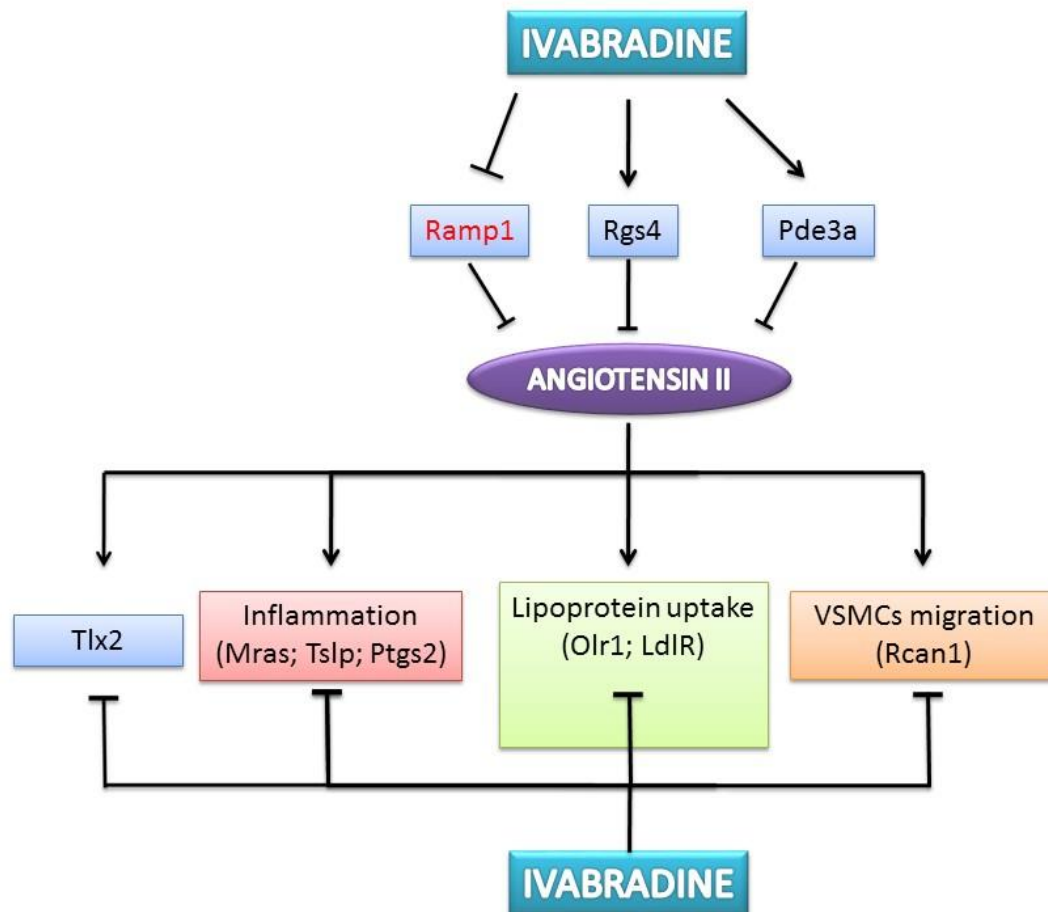 IVABRADINE
Ramp1
Rgs4
Pde3a
ANGIOTENSIN II
Tlx2
Inflammation
(Mras; Tslp; Ptgs2)
Lipoprotein uptake
(Olr1; LdlR)
VSMCs migration
(Rcan1)
IVABRADINE